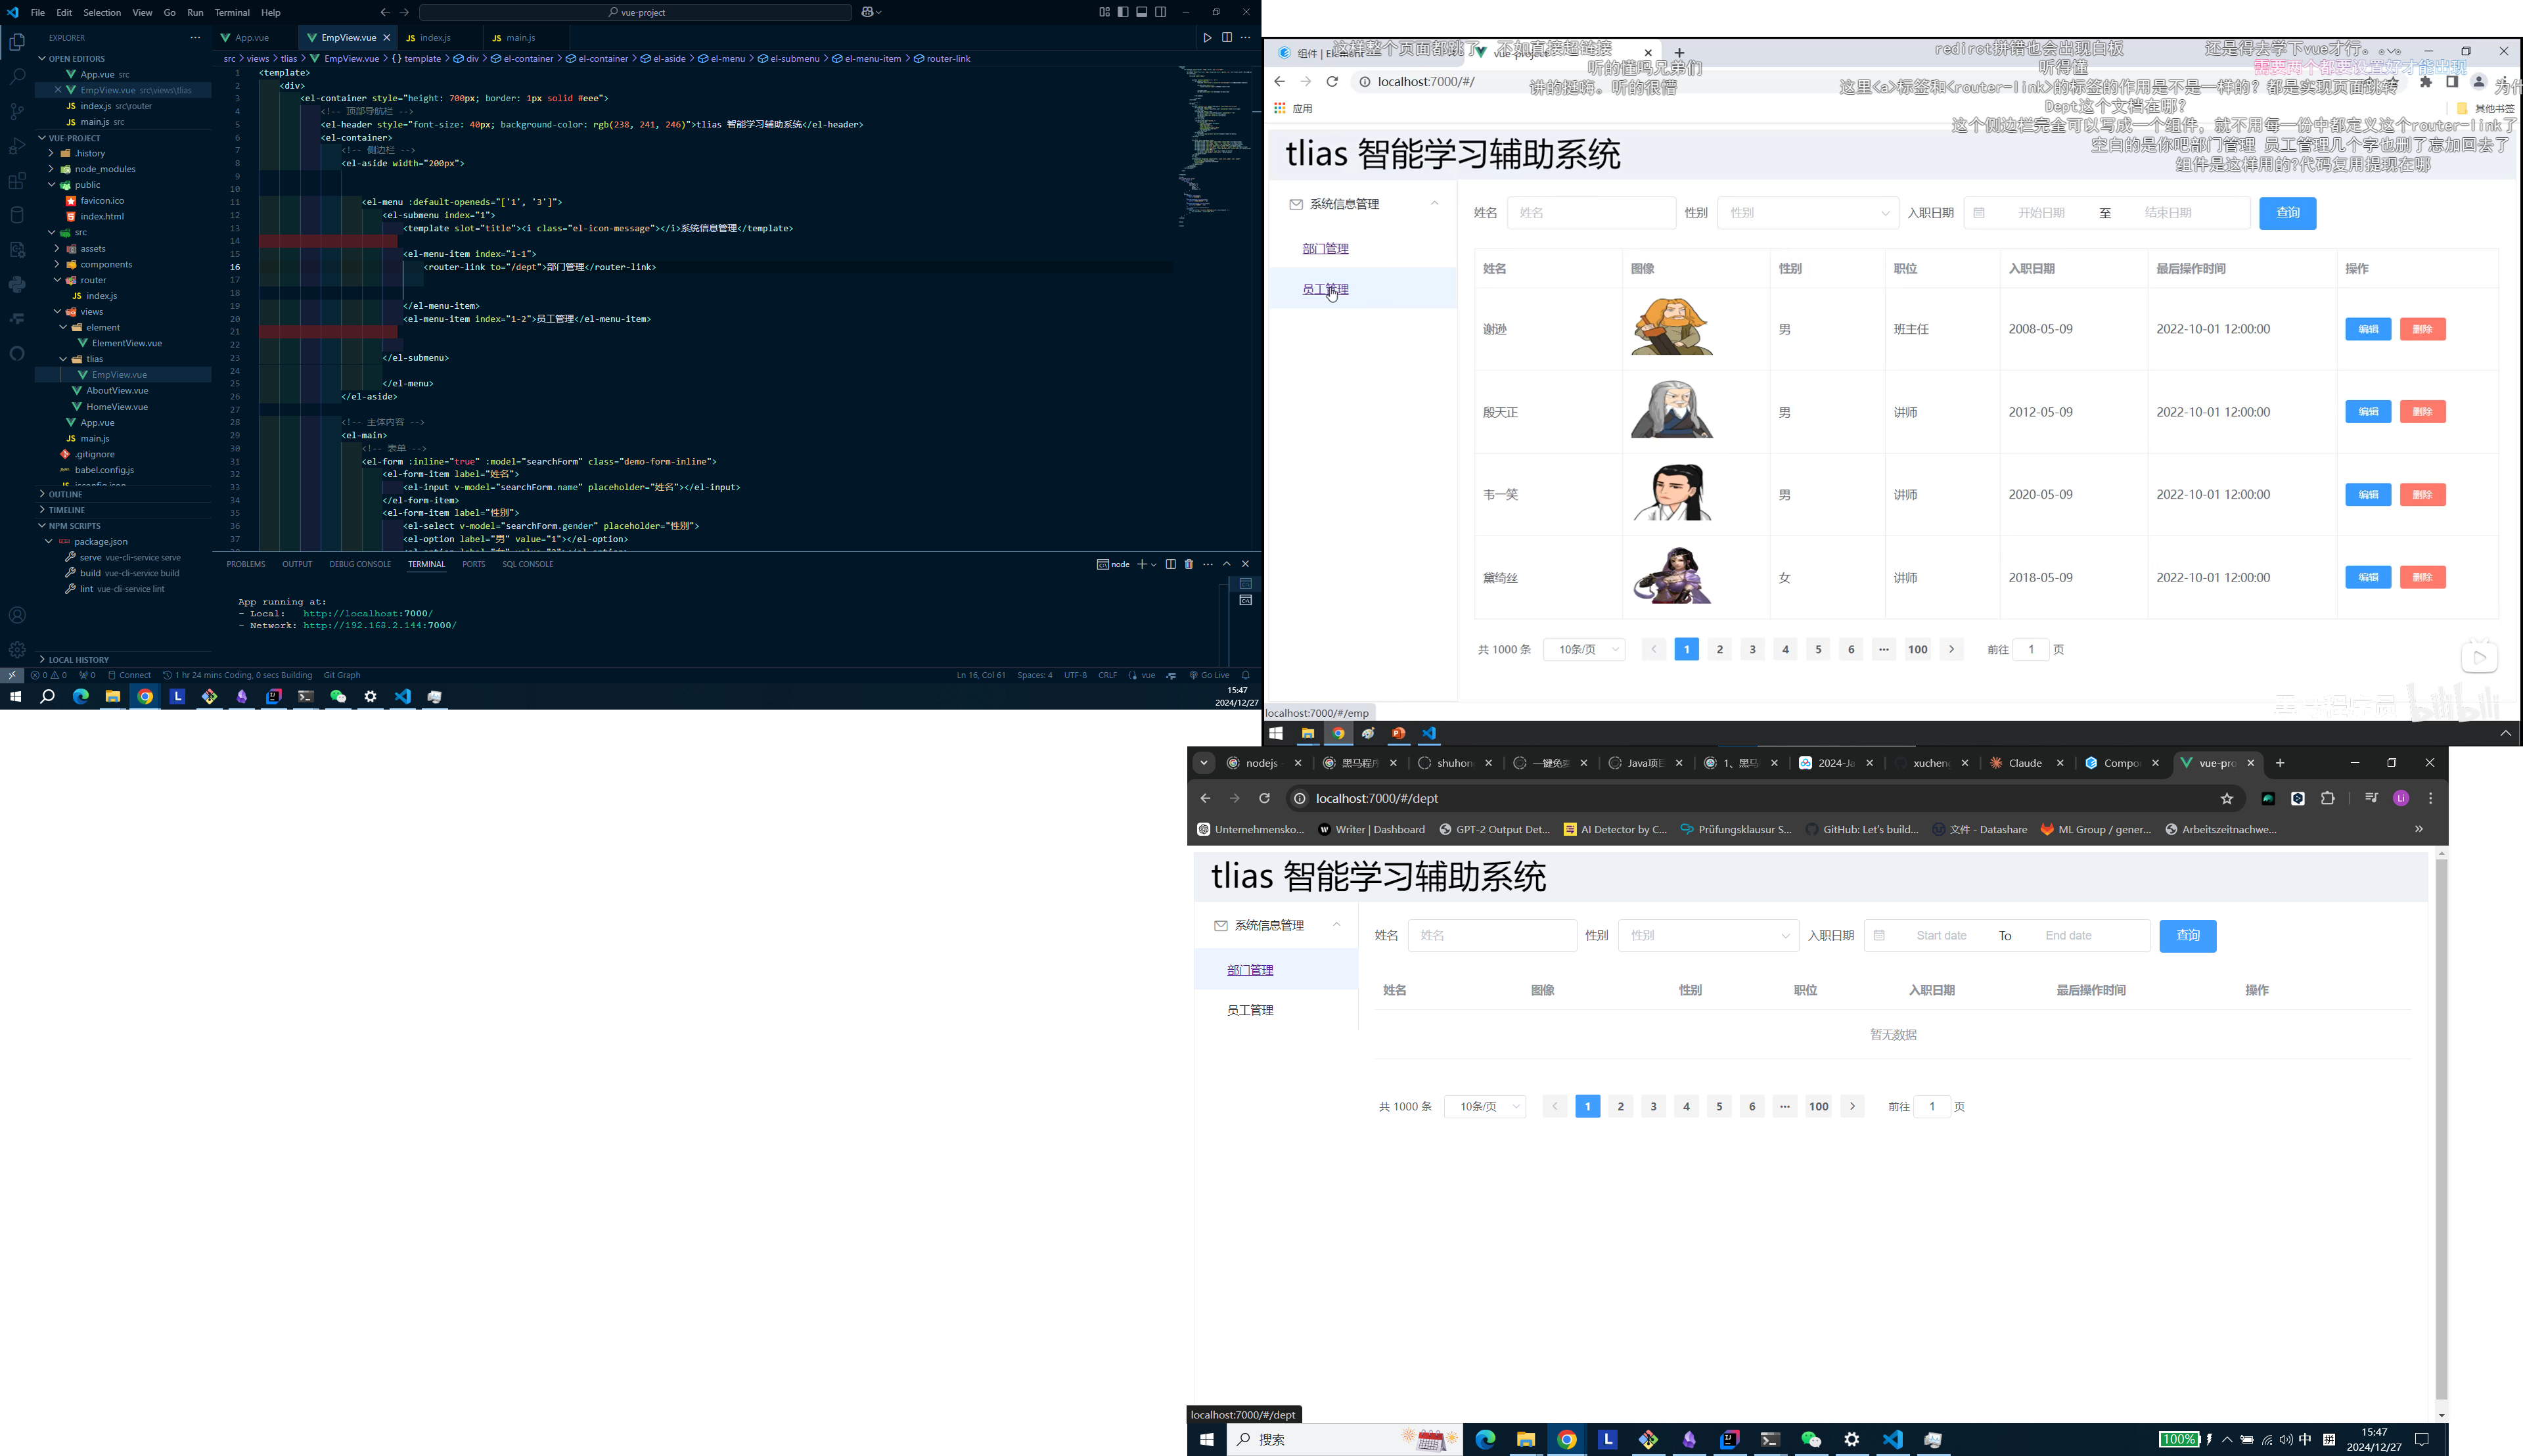 File Edit Selection View Go Run Terminal Help
vue-project
EXPLORER
OPEN EDITORS
App.vue src
EmpView.vue src\views\tlias
index.js src\router
main.js src
VUE-PROJECT
.history
node_modules
public
favicon.ico
index.html
src
assets
components
router
index.js
views
element
ElementView.vue
tlias
EmpView.vue
AboutView.vue
HomeView.vue
App.vue
main.js
.gitignore
babel.config.js
jsconfig.json
OUTLINE
TIMELINE
NPM SCRIPTS
package.json
serve vue-cli-service serve
build vue-cli-service build
lint vue-cli-service lint
LOCAL HISTORY
App.vue EmpView.vue index.js main.js
src > views > tlias > EmpView.vue > {} template > div > el-container > el-container > el-aside > el-menu > el-submenu > el-menu-item > router-link
1 <template>
2 <div>
3 <el-container style="height: 700px; border: 1px solid #eee">
4 <!-- 顶部导航栏 -->
5 <el-header style="font-size: 40px; background-color: rgb(238, 241, 246)">tlias 智能学习辅助系统</el-header>
6 <el-container>
7 <!-- 侧边栏 -->
8 <el-aside width="200px">
9
10
11 <el-menu :default-openeds="['1', '3']">
12 <el-submenu index="1">
13 <template slot="title"><i class="el-icon-message"></i>系统信息管理</template>
14
15 <el-menu-item index="1-1">
16 <router-link to="/dept">部门管理</router-link>
17
18
19 </el-menu-item>
20 <el-menu-item index="1-2">员工管理</el-menu-item>
21
22
23 </el-submenu>
24
25 </el-menu>
26 </el-aside>
27
28 <!-- 主体内容 -->
29 <el-main>
30 <!-- 表单 -->
31 <el-form :inline="true" :model="searchForm" class="demo-form-inline">
32 <el-form-item label="姓名">
33 <el-input v-model="searchForm.name" placeholder="姓名"></el-input>
34 </el-form-item>
35 <el-form-item label="性别">
36 <el-select v-model="searchForm.gender" placeholder="性别">
37 <el-option label="男" value="1"></el-option>
PROBLEMS OUTPUT DEBUG CONSOLE TERMINAL PORTS SQL CONSOLE
node
App running at:
- Local: http://localhost:7000/
- Network: http://192.168.2.144:7000/
0 0 0 Connect 1 hr 24 mins Coding, 0 secs Building Git Graph
Ln 16, Col 61 Spaces: 4 UTF-8 CRLF vue Go Live
15:47
2024/12/27
组件 | Element
vue-project
这样整个页面都跳了，不如直接超链接
redirot拼错也会出现白板
还是得去学下vue才行。。
听的懂吗兄弟们
听得懂
需要两个都要设置好才能出现
localhost:7000/#/
讲的挺嗨。听的很懵
这里<a>标签和<router-link>的标签的作用是不是一样的？都是实现页面跳转
为什
应用
Dept这个文档在哪？
其他书签
这个侧边栏完全可以写成一个组件，就不用每一份中都定义这个router-link了
空白的是你吧部门管理 员工管理几个字也删了忘加回去了
组件是这样用的?代码复用提现在哪
tlias 智能学习辅助系统
系统信息管理
部门管理
员工管理
姓名 姓名 性别 性别 入职日期 开始日期 至 结束日期 查询
姓名 图像 性别 职位 入职日期 最后操作时间 操作
谢逊 男 班主任 2008-05-09 2022-10-01 12:00:00 编辑 删除
殷天正 男 讲师 2012-05-09 2022-10-01 12:00:00 编辑 删除
韦一笑 男 讲师 2020-05-09 2022-10-01 12:00:00 编辑 删除
黛绮丝 女 讲师 2018-05-09 2022-10-01 12:00:00 编辑 删除
共 1000 条 10条/页 1 2 3 4 5 6 ••• 100 前往 1 页
bilibili
localhost:7000/#/emp
nodejs
黑马程序
shuhon
一键免
Java项目
1、黑马
2024-Ja
xucheng
Claude
Compo
vue-pro
localhost:7000/#/dept
Unternehmensko...
Writer | Dashboard
GPT-2 Output Det...
AI Detector by C...
Prüfungsklausur S...
GitHub: Let's build...
文件 - Datashare
ML Group / gener...
Arbeitszeitnachwe...
tlias 智能学习辅助系统
系统信息管理
部门管理
员工管理
姓名 姓名 性别 性别 入职日期 Start date To End date 查询
姓名 图像 性别 职位 入职日期 最后操作时间 操作
暂无数据
共 1000 条 10条/页 1 2 3 4 5 6 ••• 100 前往 1 页
localhost:7000/#/dept
搜索
100%
中
拼
15:47
2024/12/27